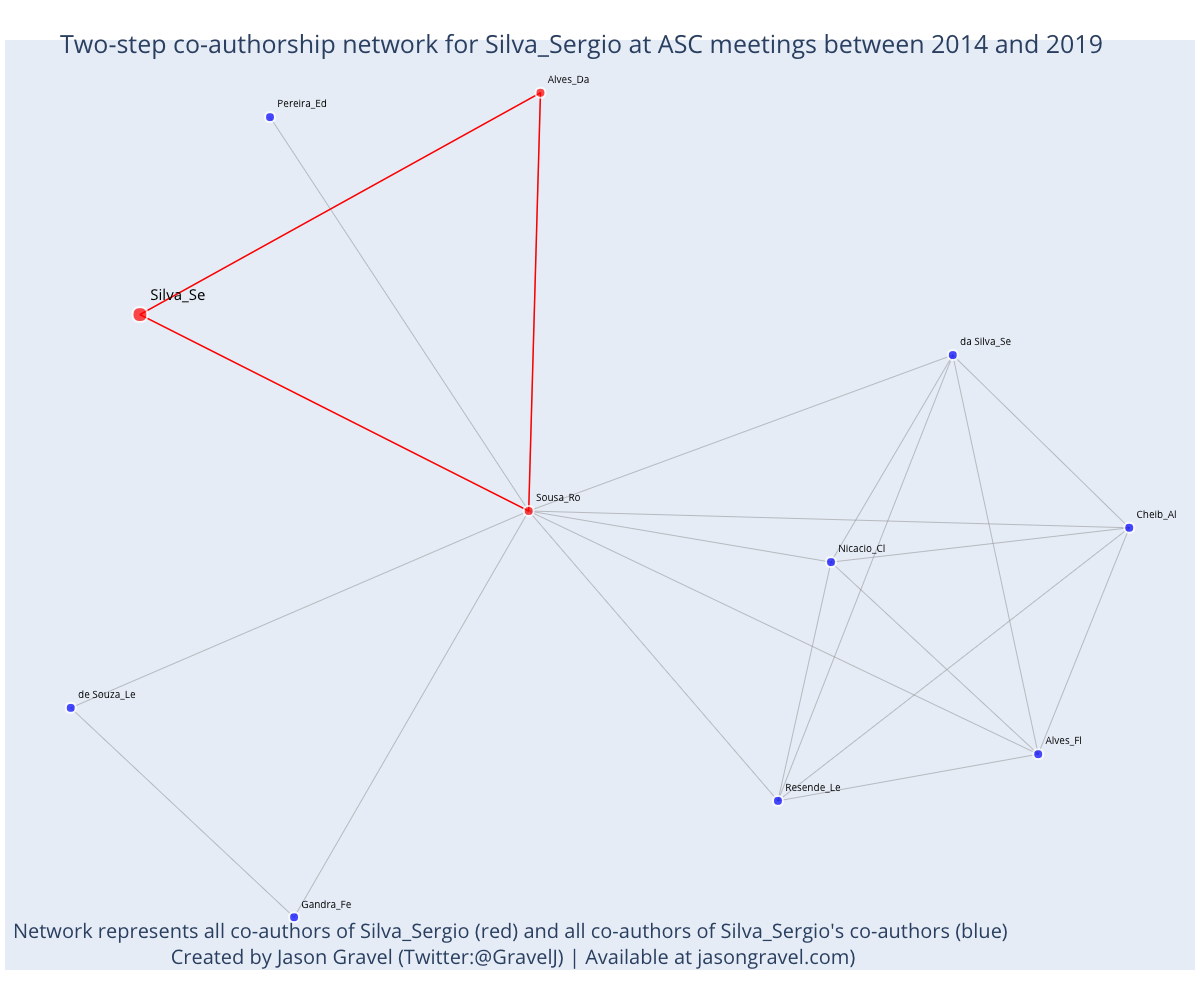 Two-step co-authorship network for Silva_Sergio at ASC meetings between 2014 and 2019
Alves_Da
Pereira_Ed
Silva_Se
da Silva_Se
Sousa_Ro
Cheib_Al
Nicacio_Cl
de Souza_Le
Alves_Fl
Resende_Le
Gandra_Fe
Network represents all co-authors of Silva_Sergio (red) and all co-authors of Silva_Sergio's co-authors (blue)
Created by Jason Gravel (Twitter:@GravelJ) | Available at jasongravel.com)